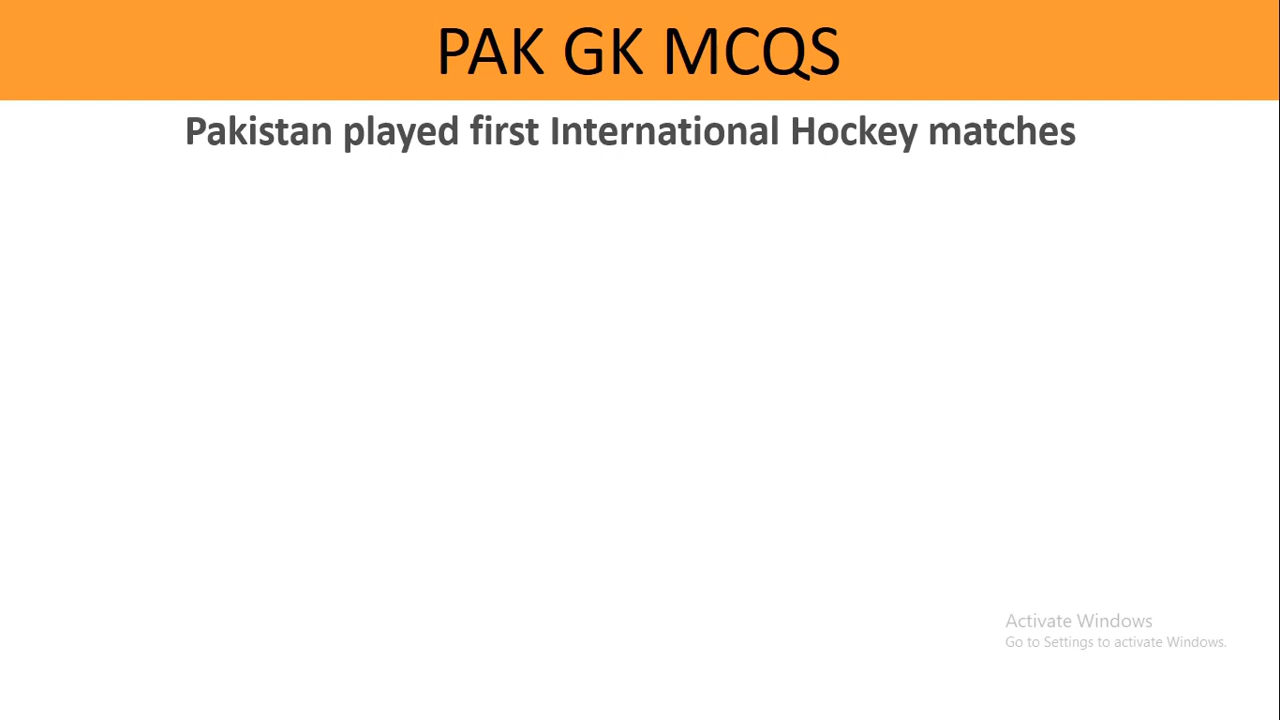 PAK GK MCQS
Pakistan played first International Hockey matches
Activate Windows
Go to Settings to activate Windows.